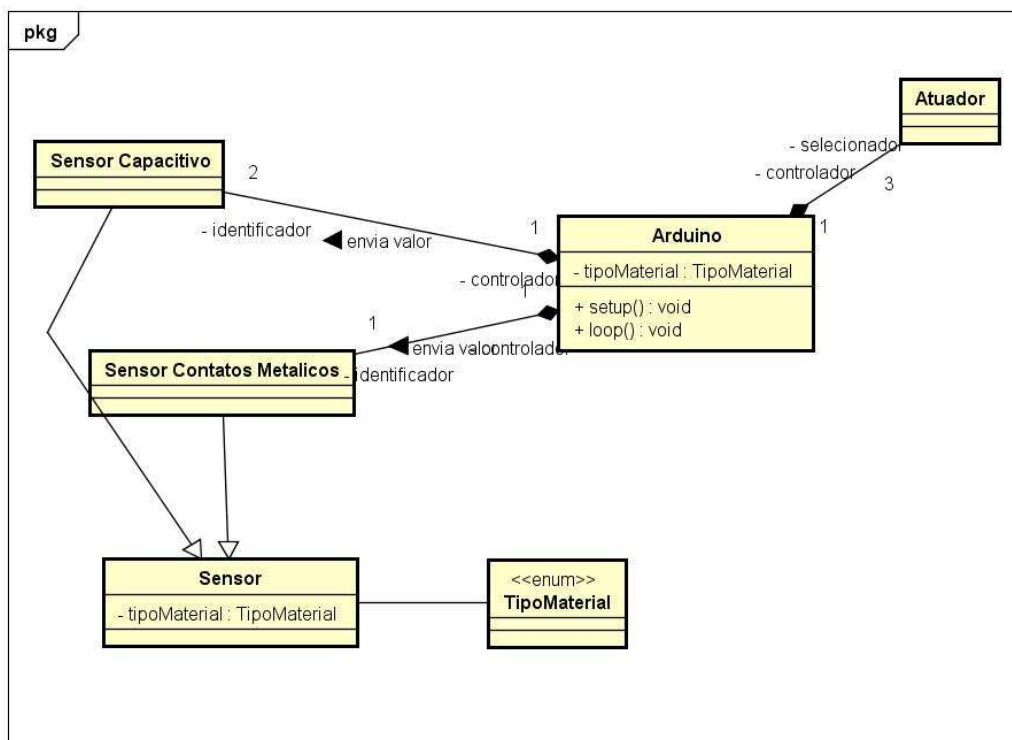 pkg
Atuador
- selecionador
- controlador
3
1
Sensor Capacitivo
2
- identificador
envia valor
1
- controlador
Arduino
- tipoMaterial : TipoMaterial
+ setup() : void
+ loop() : void
1
1
envia valor
- controlador
- identificador
Sensor Contatos Metalicos
Sensor
- tipoMaterial : TipoMaterial
<<enum>>
TipoMaterial